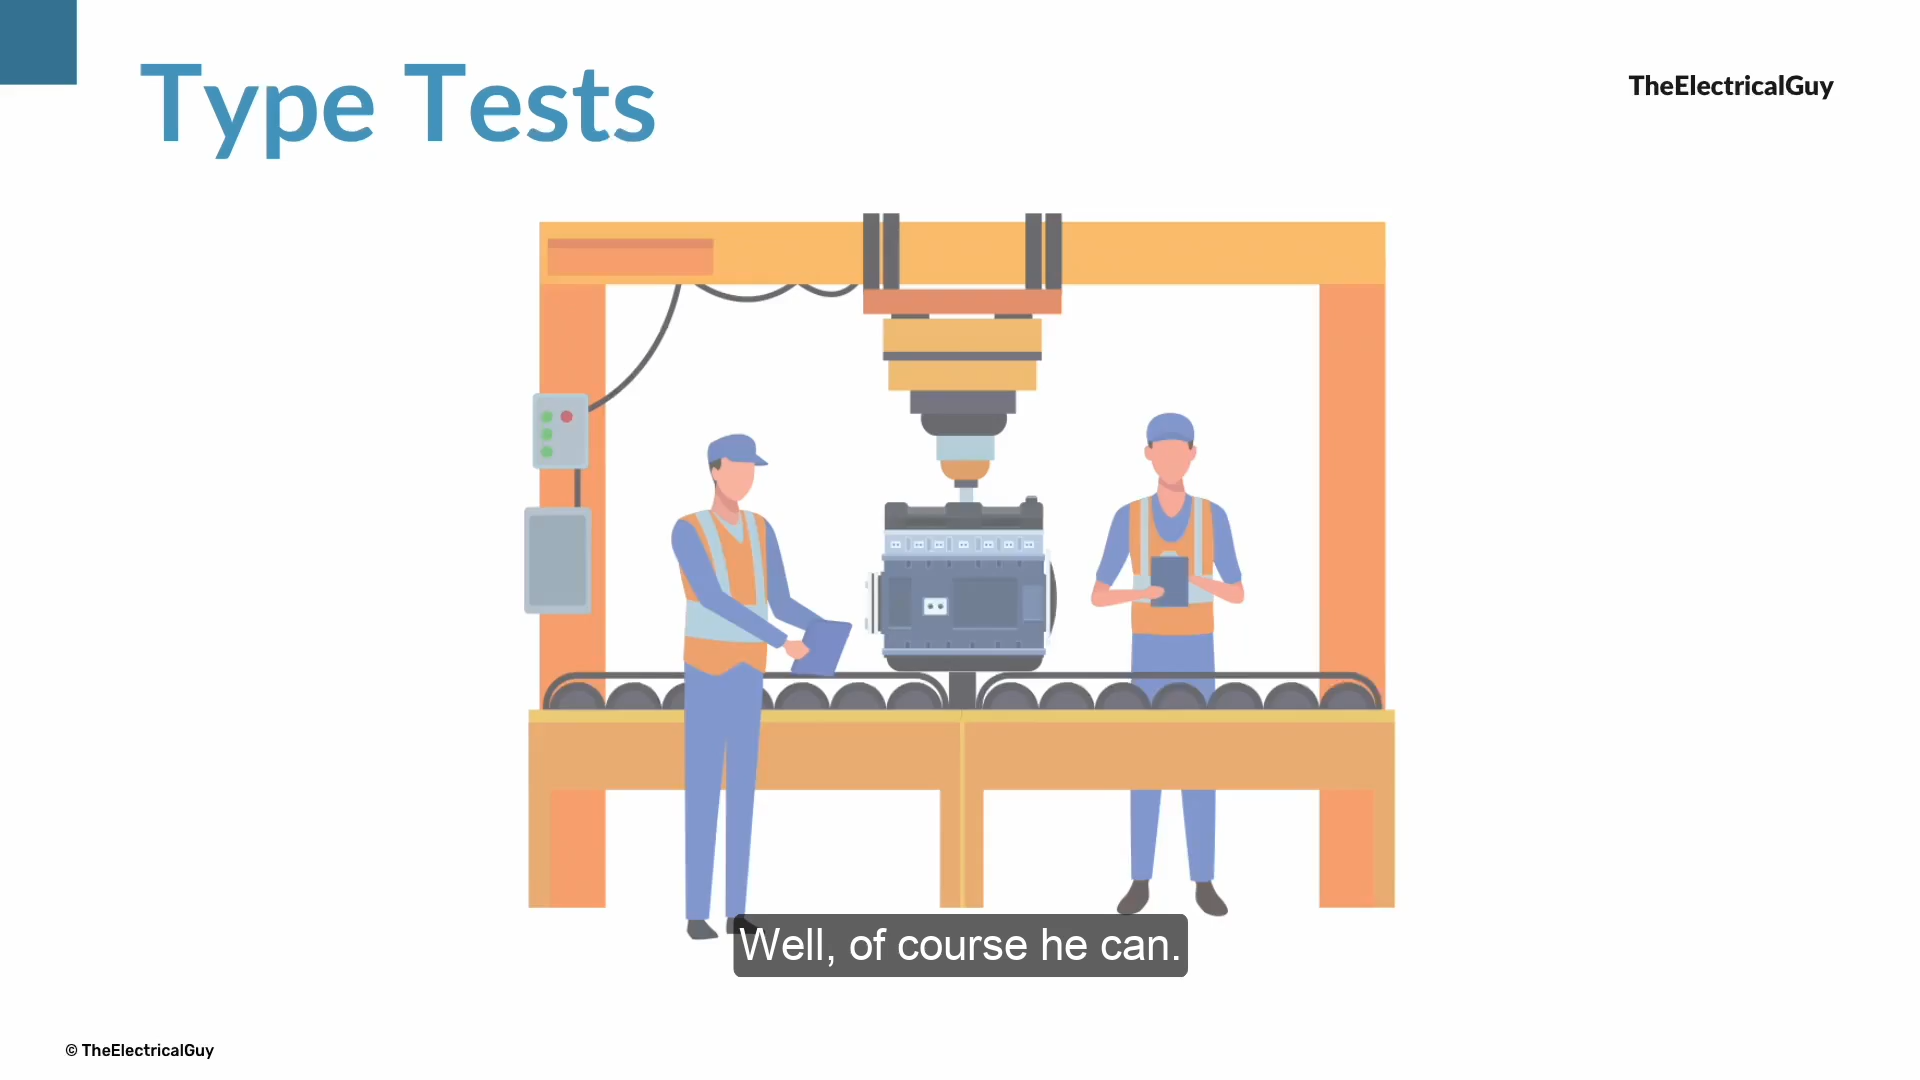 Type Tests
TheElectricalGuy
Well, of course he can.
© TheElectricalGuy